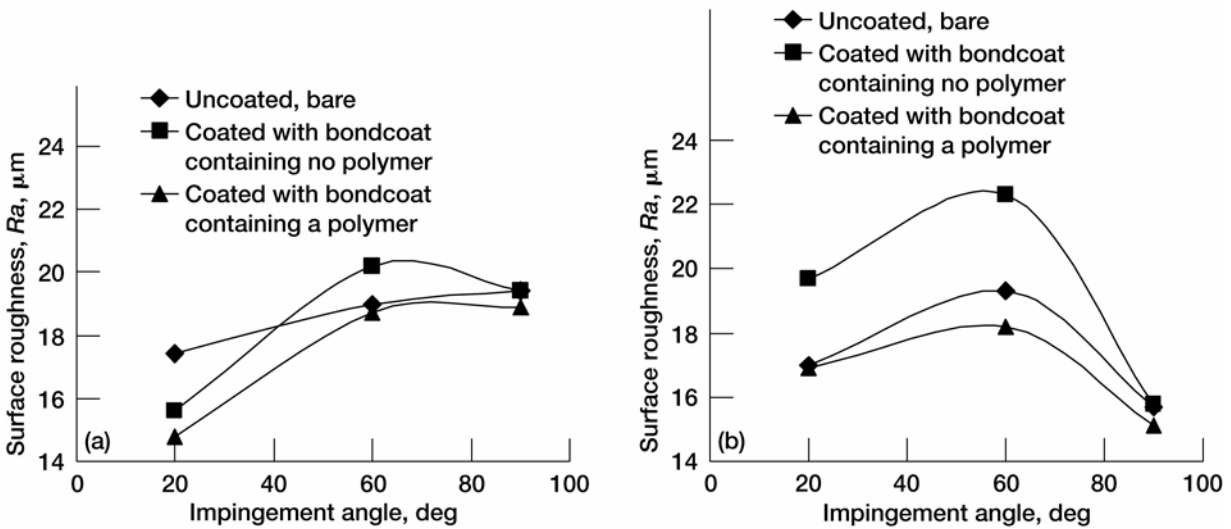 Uncoated, bare
Coated with bondcoat
containing no polymer
Coated with bondcoat
containing a polymer
Surface roughness, Ra, μm
24
22
20
18
16
14
(a)
0
20
40
60
80
100
Impingement angle, deg
Uncoated, bare
Coated with bondcoat
containing no polymer
Coated with bondcoat
containing a polymer
Surface roughness, Ra, μm
24
22
20
18
16
14
(b)
0
20
40
60
80
100
Impingement angle, deg